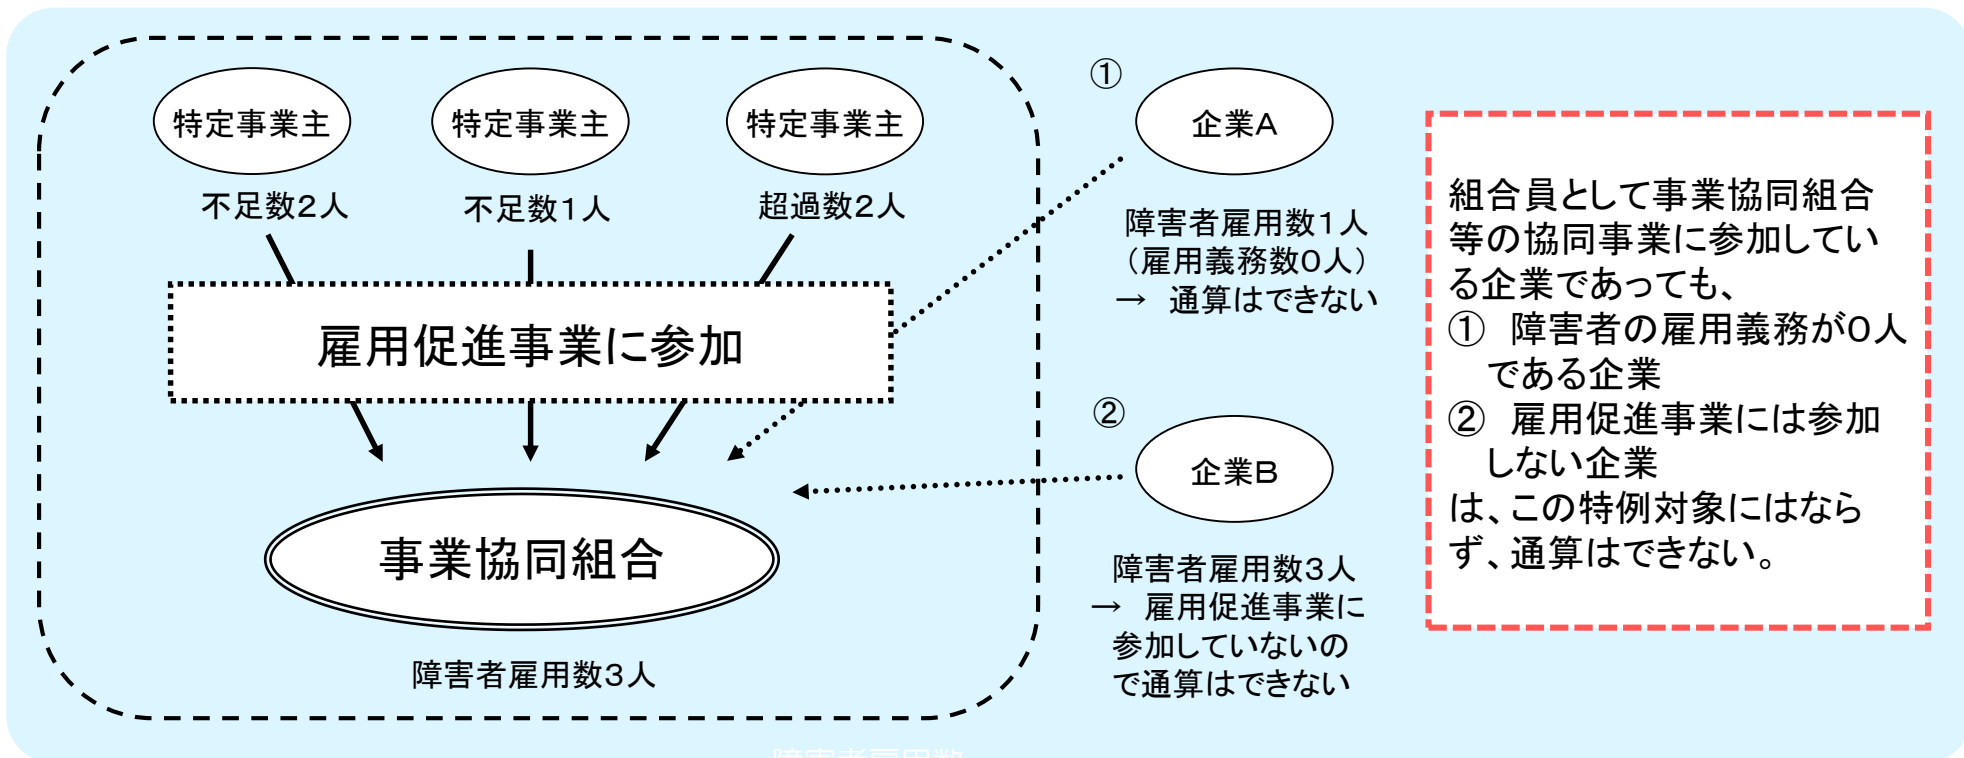 特定事業主
特定事業主
特定事業主
不足数2人
不足数1人
超過数2人
雇用促進事業に参加
事業協同組合
障害者雇用数3人
①
企業A
障害者雇用数1人
（雇用義務数0人）
→ 通算はできない
②
企業B
障害者雇用数3人
→ 雇用促進事業に
参加していないの
で通算はできない
組合員として事業協同組合
等の協同事業に参加してい
る企業であっても、
① 障害者の雇用義務が0人
である企業
② 雇用促進事業には参加
しない企業
は、この特例対象にはなら
ず、通算はできない。
障害者雇用数